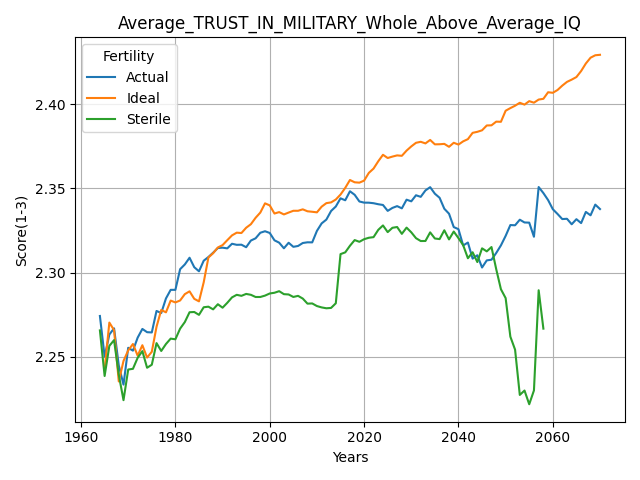 Average_TRUST_IN_MILITARY_Whole_Above_Average_IQ
Fertility
Actual
Ideal
Sterile
Score(1-3)
2.40
2.35
2.30
2.25
1960
1980
2000
2020
2040
2060
Years